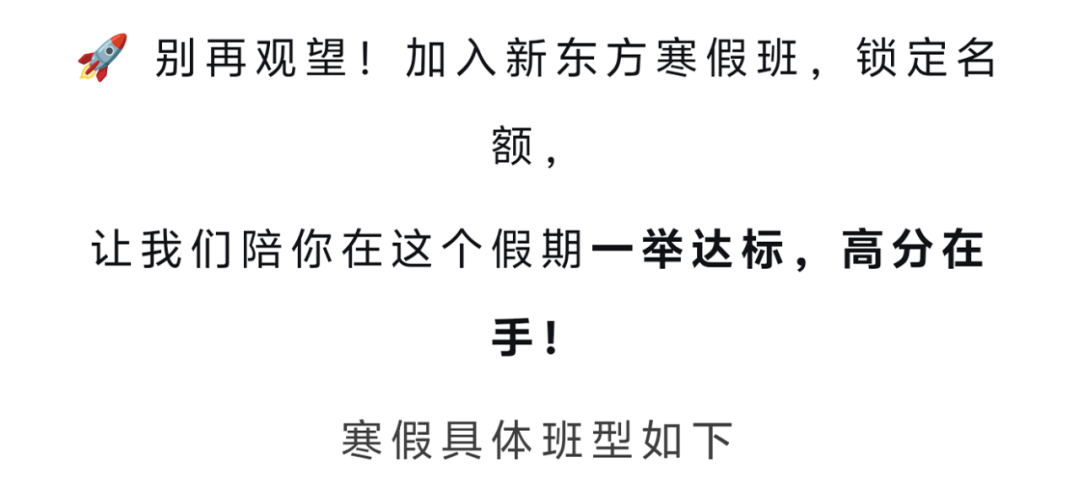 🚀 别再观望！加入新东方寒假班，锁定名
额，
让我们陪你在这个假期一举达标，高分在
手！
寒假具体班型如下